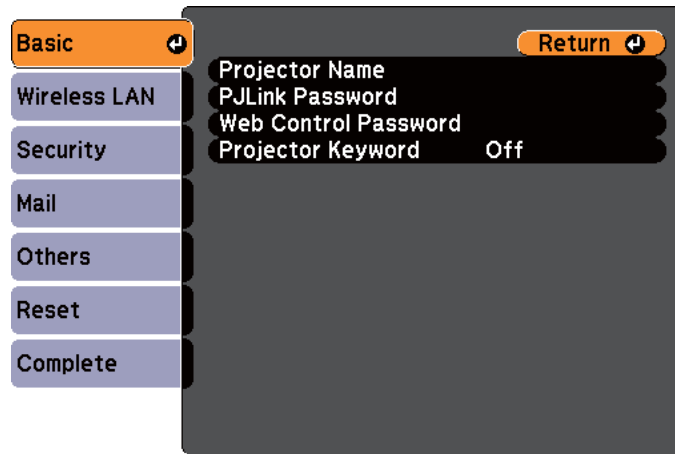 Basic
Wireless LAN
Security
Mail
Others
Reset
Complete
Return
Projector Name
PJLink Password
Web Control Password
Projector Keyword Off